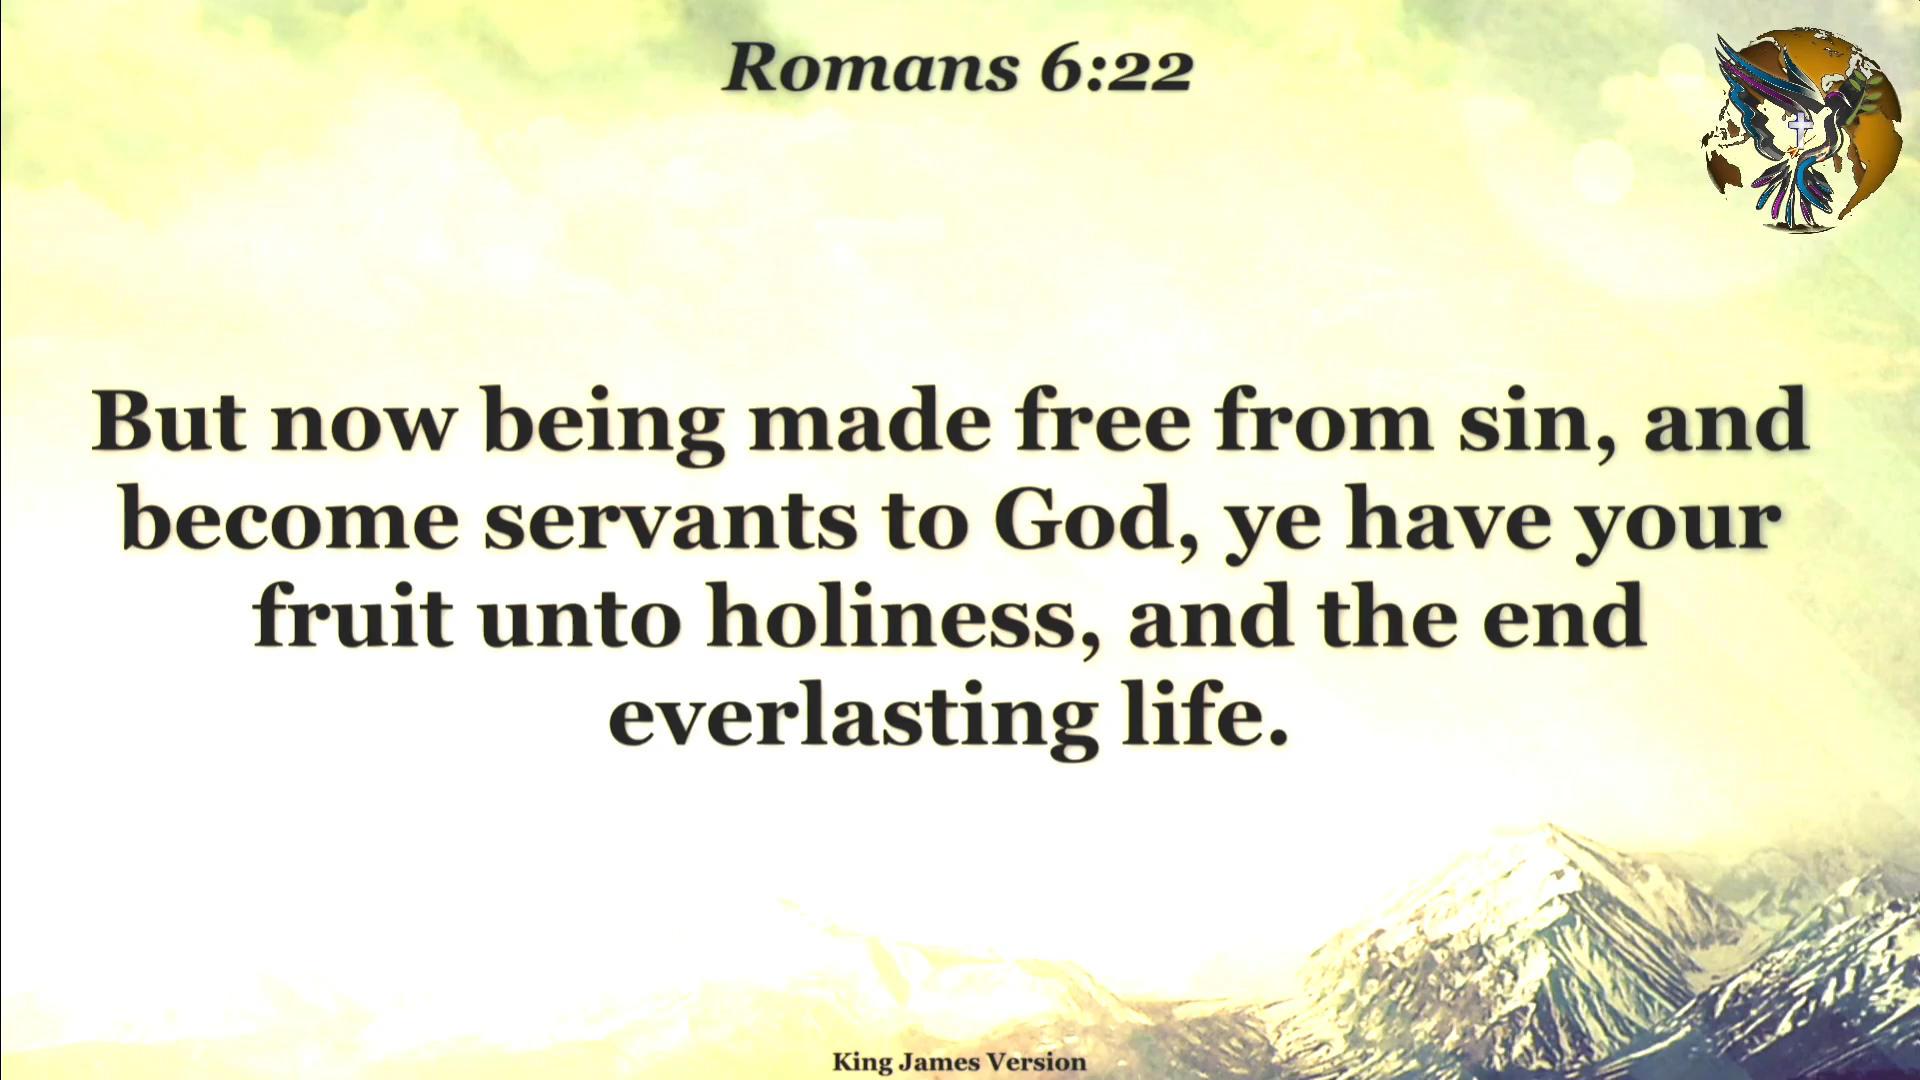 Romans 6:22
But now being made free from sin, and
become servants to God, ye have your
fruit unto holiness, and the end
everlasting life.
King James Version